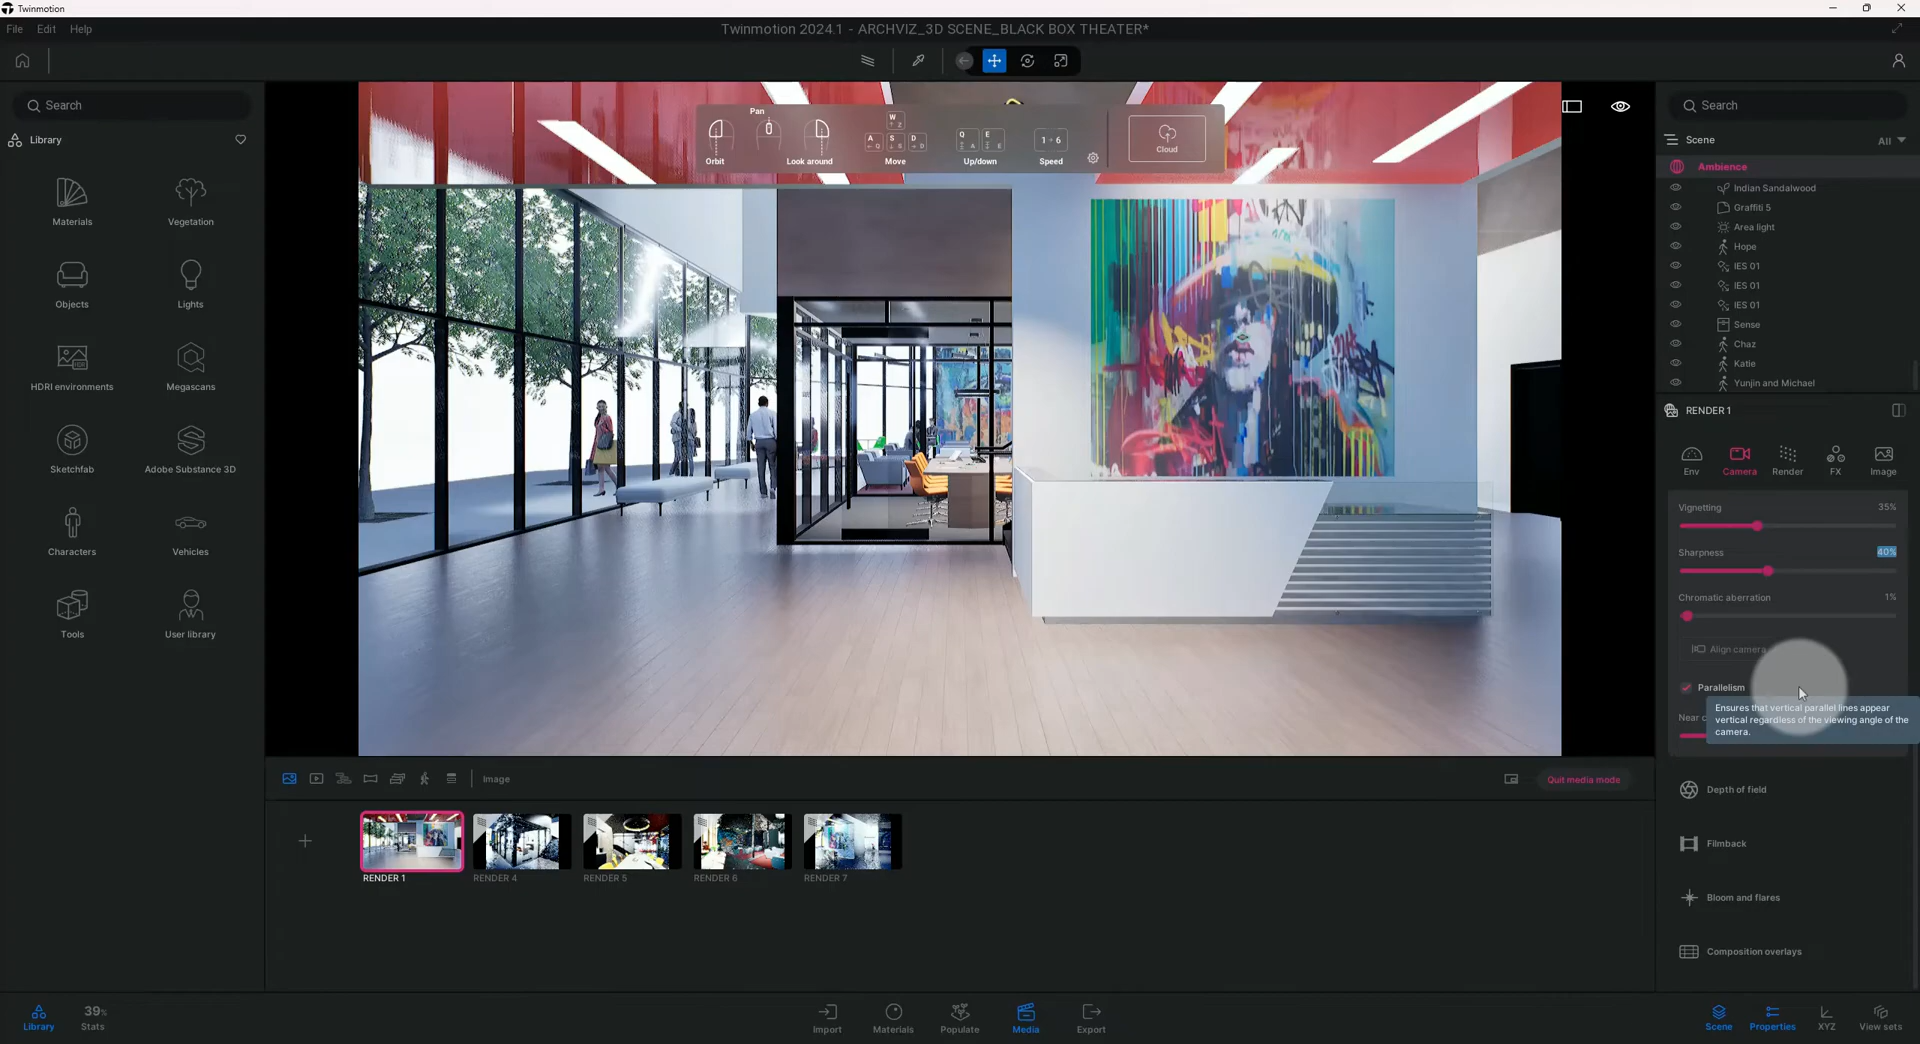 Twinmotion
File Edit Help
Twinmotion 2024.1 - ARCHVIZ_3D SCENE_BLACK BOX THEATER*
Search
Library
Materials
Vegetation
Objects
Lights
HDRI environments
Megascans
Sketchfab
Adobe Substance 3D
Characters
Vehicles
Tools
User library
Pan
Orbit
Look around
W
Z
A S D
Q S D
Move
Q E
A E
Up/down
1 - 6
Speed
Cloud
Search
Scene
All
Ambience
Indian Sandalwood
Graffiti 5
Area light
Hope
IES 01
IES 01
IES 01
Sense
Chaz
Katie
Yunjin and Michael
RENDER 1
Env Camera Render FX Image
Vignetting 35%
Sharpness 40%
Chromatic aberration 1%
Align camera
Parallelism
Ensures that vertical parallel lines appear
vertical regardless of the viewing angle of the
camera.
Near
Depth of field
Filmback
Bloom and flares
Composition overlays
Image
Quit media mode
RENDER 1 RENDER 4 RENDER 5 RENDER 6 RENDER 7
39%
Library Stats
Import Materials Populate Media Export
Scene Properties XYZ View sets